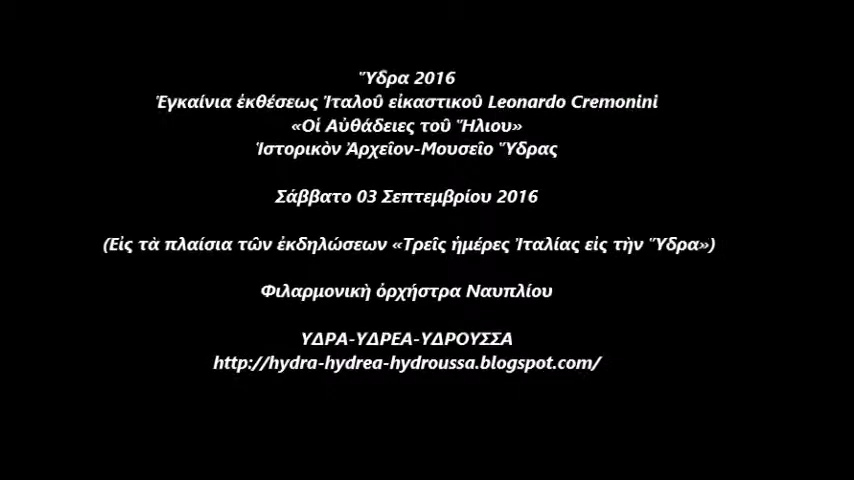 Ὕδρα 2016
Ἐγκαίνια ἐκθέσεως Ἰταλοῦ εἰκαστικοῦ Leonardo Cremonini
«Οἱ Αὐθάδειες τοῦ Ἥλιου»
Ἱστορικὸν Ἀρχεῖον-Μουσεῖο Ὕδρας
Σάββατο 03 Σεπτεμβρίου 2016
(Εἰς τὰ πλαίσια τῶν ἐκδηλώσεων «Τρεῖς ἡμέρες Ἰταλίας εἰς τὴν Ὕδρα»)
Φιλαρμονικὴ ὀρχήστρα Ναυπλίου
ΥΔΡΑ-ΥΔΡΕΑ-ΥΔΡΟΥΣΣΑ
http://hydra-hydrea-hydroussa.blogspot.com/